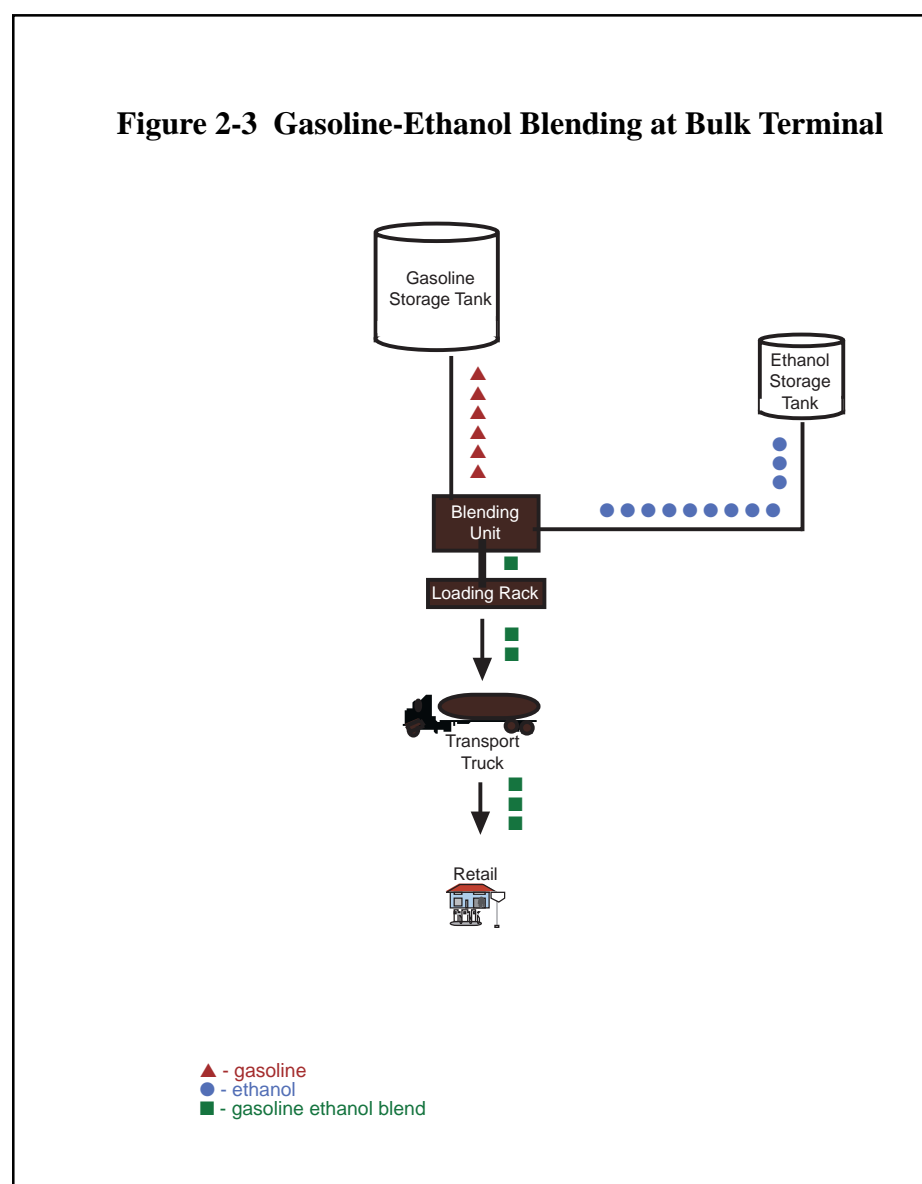 Figure 2-3  Gasoline-Ethanol Blending at Bulk Terminal
Gasoline
Storage Tank
Ethanol
Storage
Tank
Blending
Unit
Loading Rack
Transport
Truck
Retail
- gasoline
- ethanol
- gasoline ethanol blend